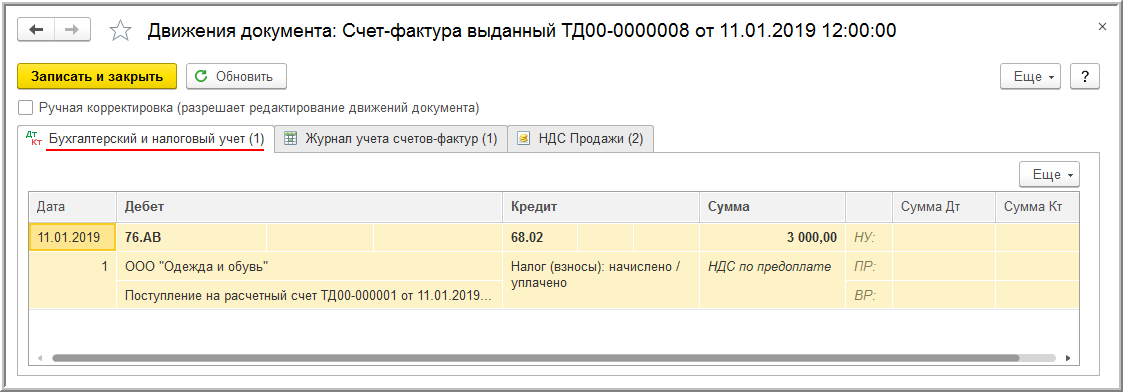 Движения документа: Счет-фактура выданный ТД00-0000008 от 11.01.2019 12:00:00
Записать и закрыть Обновить Еще ?
Ручная корректировка (разрешает редактирование движений документа)
Дт Кт Бухгалтерский и налоговый учет (1) Журнал учета счетов-фактур (1) НДС Продажи (2)
Еще
Дата Дебет Кредит Сумма Сумма Дт Сумма Кт
11.01.2019 76.АВ 68.02 3 000,00 НУ:
1 ООО "Одежда и обувь" Налог (взносы): начислено / НДС по предоплате ПР:
уплачено
Поступление на расчетный счет ТД00-000001 от 11.01.2019... ВР: